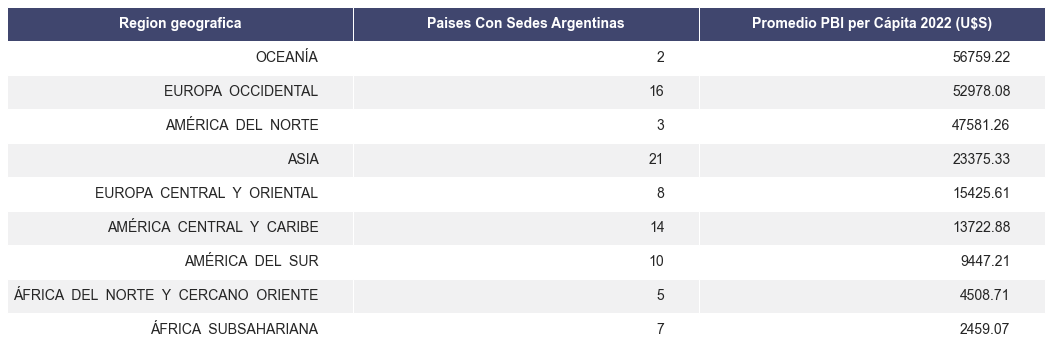 Region geografica Paises Con Sedes Argentinas Promedio PBI per Cápita 2022 (U$S)
OCEANÍA 2 56759.22
EUROPA OCCIDENTAL 16 52978.08
AMÉRICA DEL NORTE 3 47581.26
ASIA 21 23375.33
EUROPA CENTRAL Y ORIENTAL 8 15425.61
AMÉRICA CENTRAL Y CARIBE 14 13722.88
AMÉRICA DEL SUR 10 9447.21
ÁFRICA DEL NORTE Y CERCANO ORIENTE 5 4508.71
ÁFRICA SUBSAHARIANA 7 2459.07